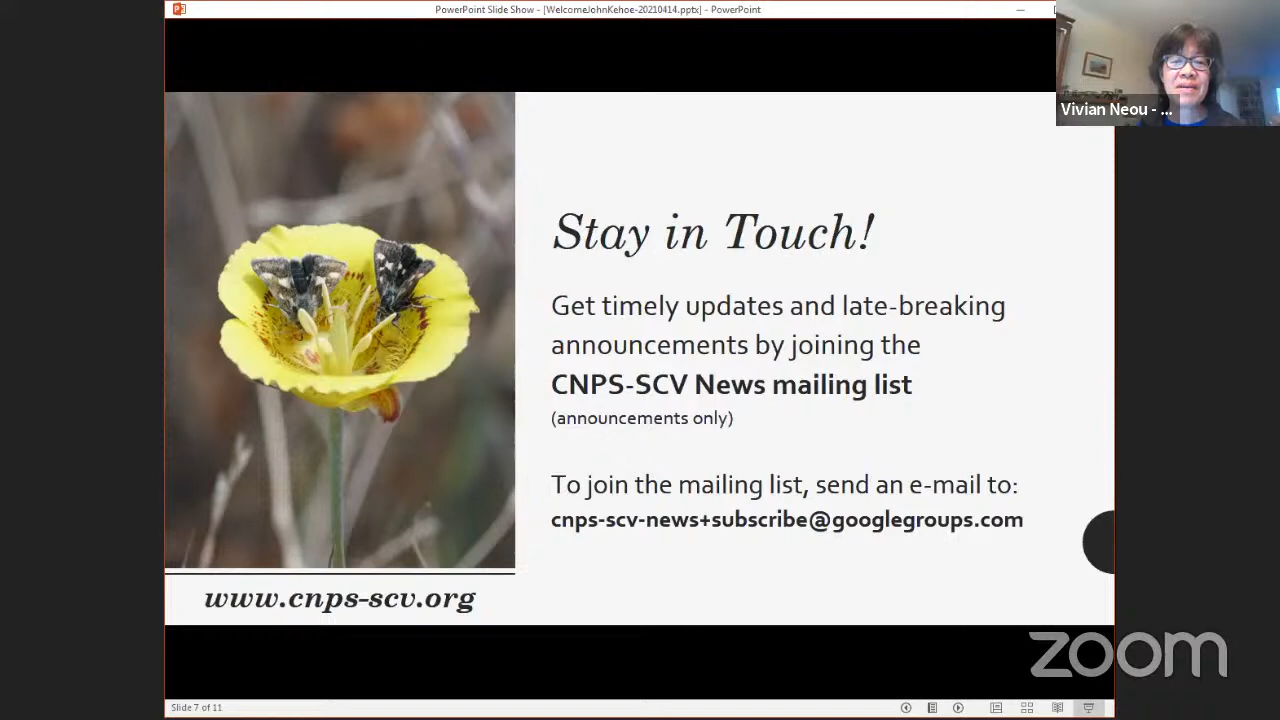 PowerPoint Slide Show - [WelcomeJohnKehoe-20210414.pptx] - PowerPoint
Vivian Neou - ...
Stay in Touch!
Get timely updates and late-breaking
announcements by joining the
CNPS-SCV News mailing list
(announcements only)
To join the mailing list, send an e-mail to:
cnps-scv-news+subscribe@googlegroups.com
www.cnps-scv.org
zoom
Slide 7 of 11